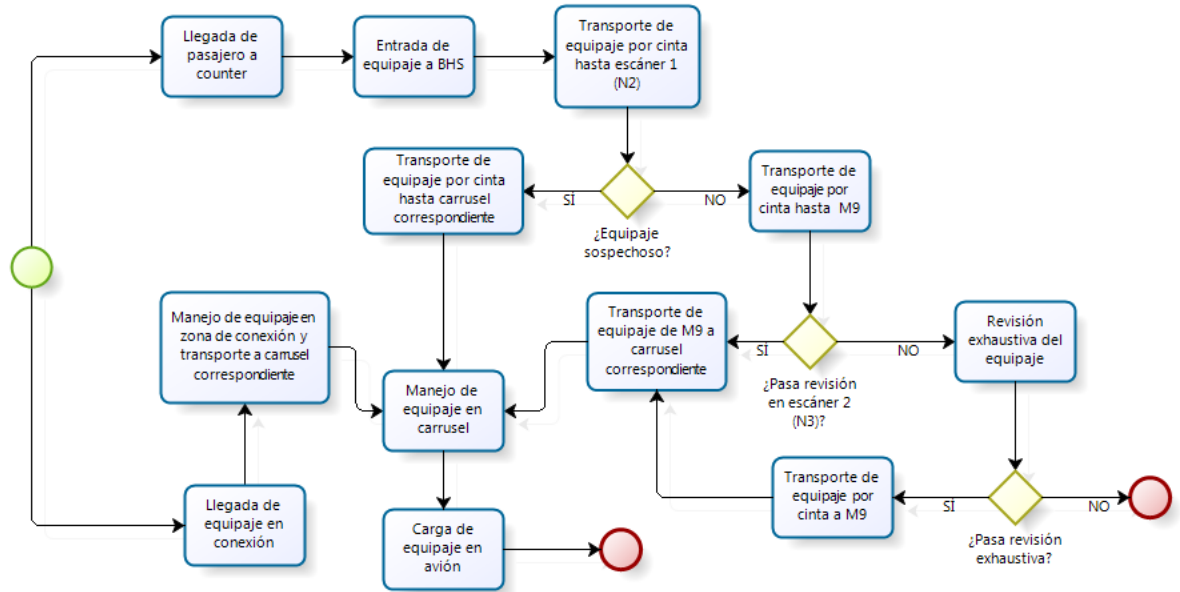 Llegada de
pasajero a
counter
Entrada de
equipaje a BHS
Transporte de
equipaje por cinta
hasta escáner 1
(N2)
Transporte de
equipaje por cinta
hasta carrusel
correspondiente
SÍ
NO
¿Equipaje
sospechoso?
Transporte de
equipaje por
cinta hasta M9
Manejo de equipaje en
zona de conexión y
transporte a carrusel
correspondiente
Manejo de
equipaje en
carrusel
Transporte de
equipaje de M9 a
carrusel
correspondiente
SÍ
NO
¿Pasa revisión
en escáner 2
(N3)?
Revisión
exhaustiva del
equipaje
Llegada de
equipaje en
conexión
Carga de
equipaje en
avión
Transporte de
equipaje por
cinta a M9
SÍ
NO
¿Pasa revisión
exhaustiva?